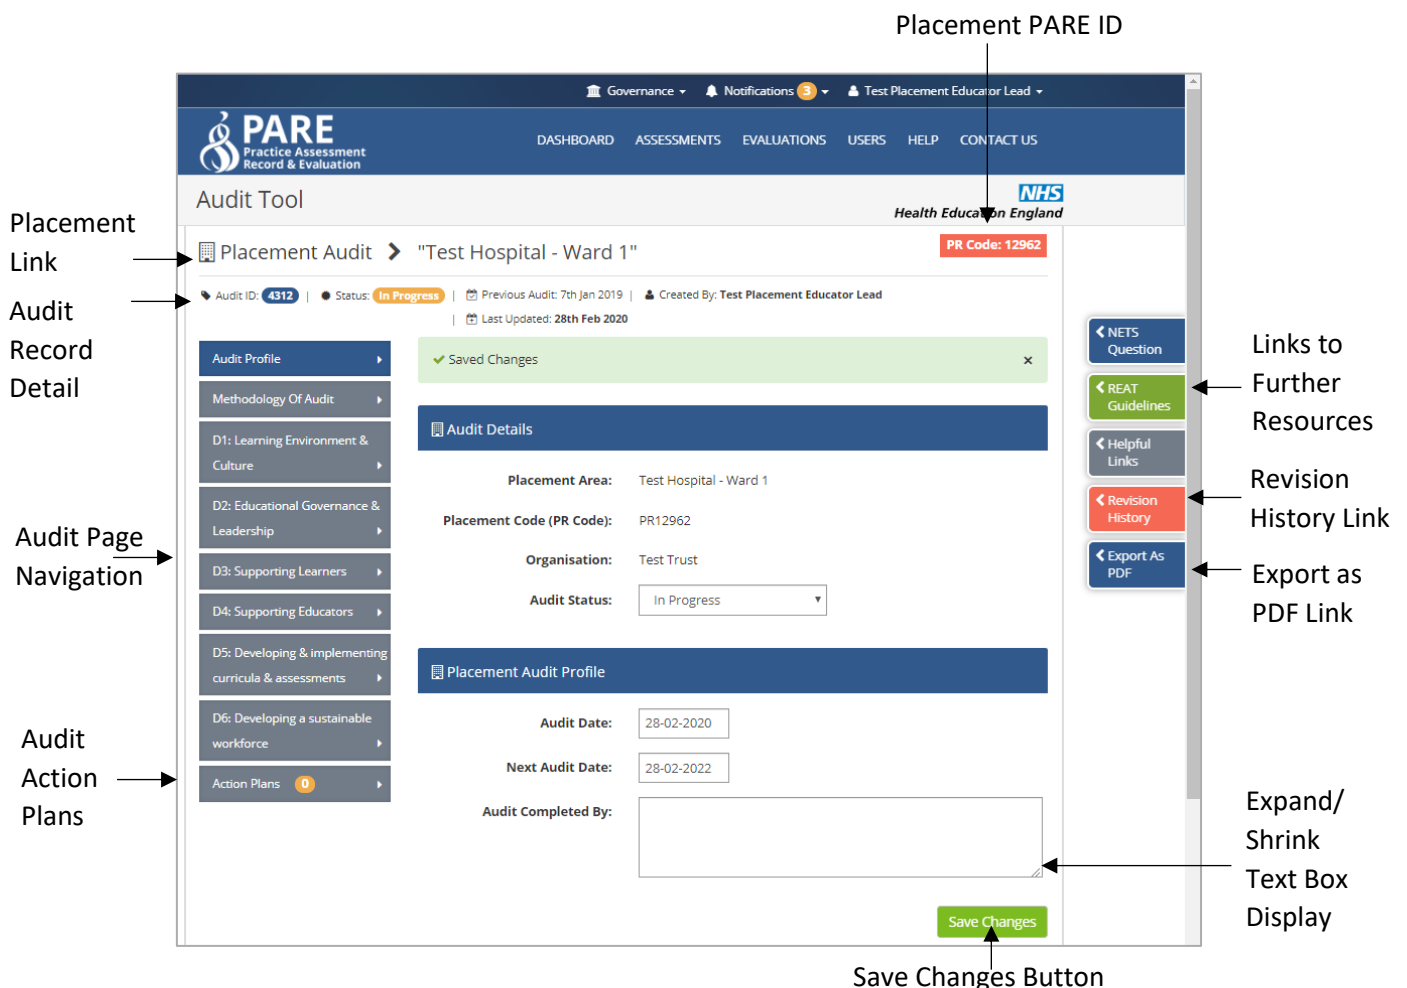 Placement PARE ID
Governance
Notifications 3
Test Placement Educator Lead
PARE
Practice Assessment
Record & Evaluation
DASHBOARD ASSESSMENTS EVALUATIONS USERS HELP CONTACT US
Audit Tool
NHS
Health Education England
Placement
Link
Placement Audit "Test Hospital - Ward 1"
PR Code: 12962
Audit
Record
Detail
Audit ID: 4312 | Status: In Progress | Previous Audit: 7th Jan 2019 | Created By: Test Placement Educator Lead
| Last Updated: 28th Feb 2020
Audit Page
Navigation
Audit
Action
Plans
Audit Profile
Methodology Of Audit
D1: Learning Environment &
Culture
D2: Educational Governance &
Leadership
D3: Supporting Learners
D4: Supporting Educators
D5: Developing & implementing
curricula & assessments
D6: Developing a sustainable
workforce
Action Plans 0
Saved Changes ×
Audit Details
Placement Area: Test Hospital - Ward 1
Placement Code (PR Code): PR12962
Organisation: Test Trust
Audit Status: In Progress
Placement Audit Profile
Audit Date: 28-02-2020
Next Audit Date: 28-02-2022
Audit Completed By:
Save Changes
NETS
Question
REAT
Guidelines
Helpful
Links
Revision
History
Export As
PDF
Links to
Further
Resources
Revision
History Link
Export as
PDF Link
Expand/
Shrink
Text Box
Display
Save Changes Button